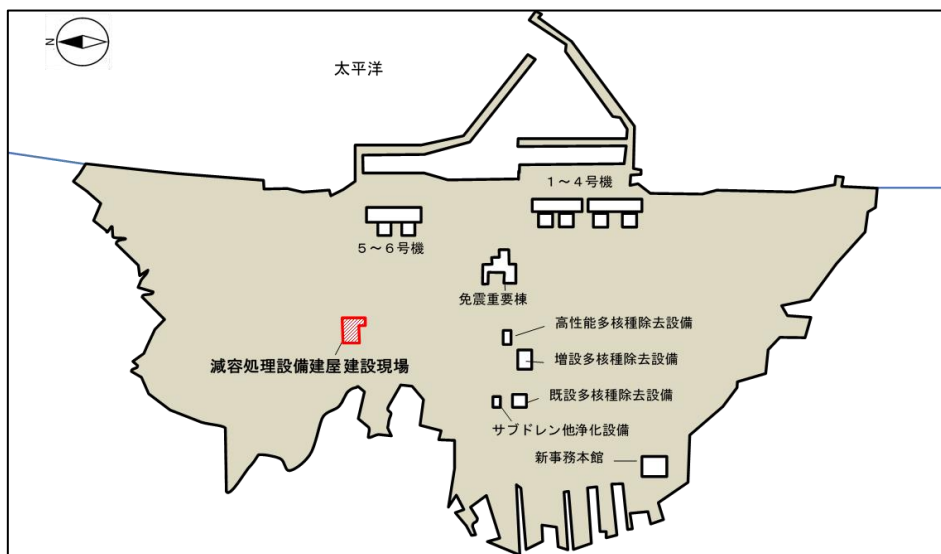 N
太平洋
1～4号機
5～6号機
免震重要棟
高性能多核種除去設備
増設多核種除去設備
減容処理設備建屋建設現場
既設多核種除去設備
サブドレン他浄化設備
新事務本館